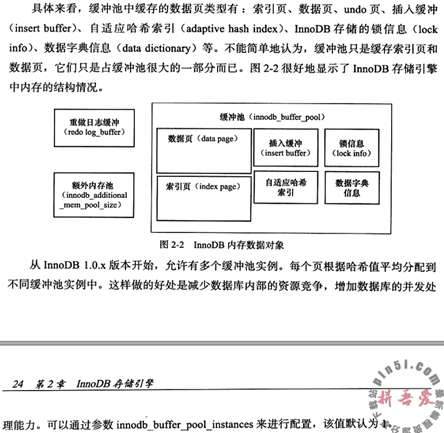 具体来看，缓冲池中缓存的数据页类型有：索引页、数据页、undo页、插入缓冲
（insert buffer）、自适应哈希索引（adaptive hash index）、InnoDB 存储的锁信息（lock
info）、数据字典信息（data dictionary）等。不能简单地认为，缓冲池只是缓存索引页和
数据页，它们只是占缓冲池很大的一部分而已。图 2-2 很好地显示了 InnoDB 存储引擎
中内存的结构情况。
重做日志缓冲
（redo log_buffer）
额外内存池
（innodb_additional
_mem_pool_size）
缓冲池（innodb_buffer_pool）
数据页（data page）
插入缓冲
（insert buffer）
锁信息
（lock info）
索引页（index page）
自适应哈希
索引
数据字典
信息
图 2-2 InnoDB 内存数据对象
从 InnoDB 1.0.x 版本开始，允许有多个缓冲池实例。每个页根据哈希值平均分配到
不同缓冲池实例中。这样做的好处是减少数据库内部的资源竞争，增加数据库的并发处
24 第 2 章 InnoDB 存储引擎
理能力。可以通过参数 innodb_buffer_pool_instances 来进行配置，该值默认为 1。
拼吾爱
pin5i.com